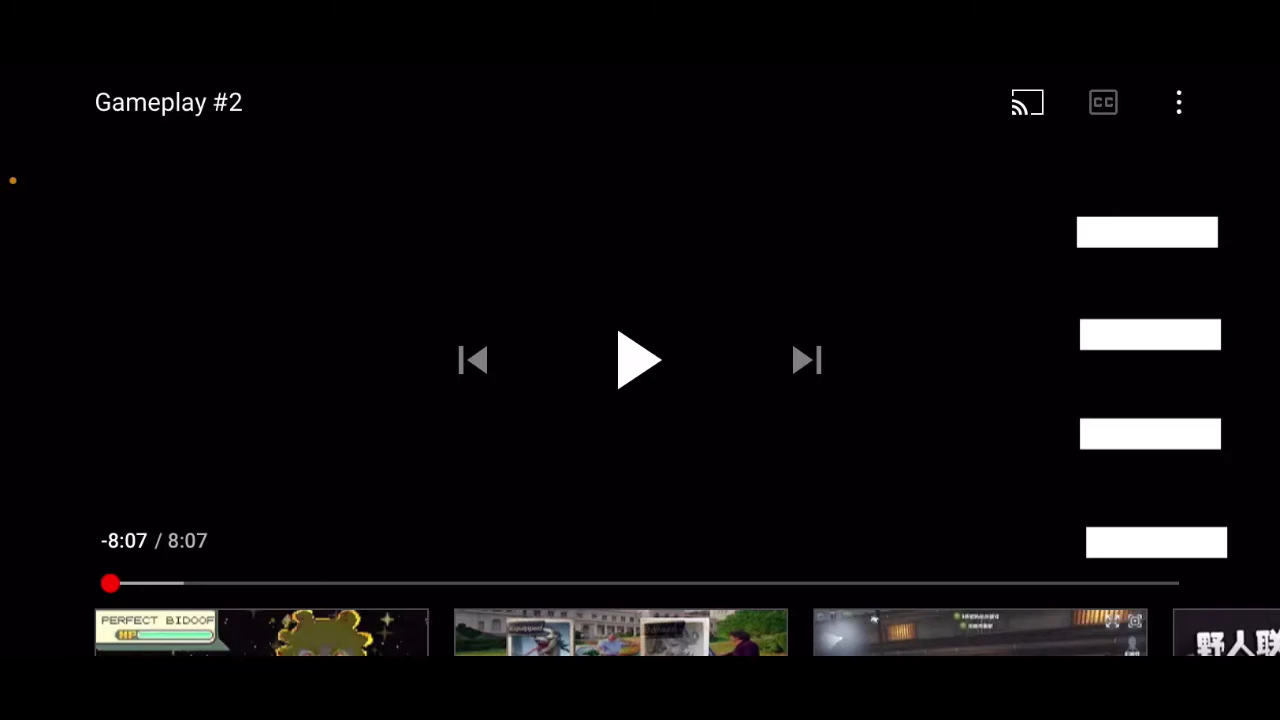 Gameplay #2
CC
-8:07 / 8:07
PERFECT BIDOOF
HP
野人联